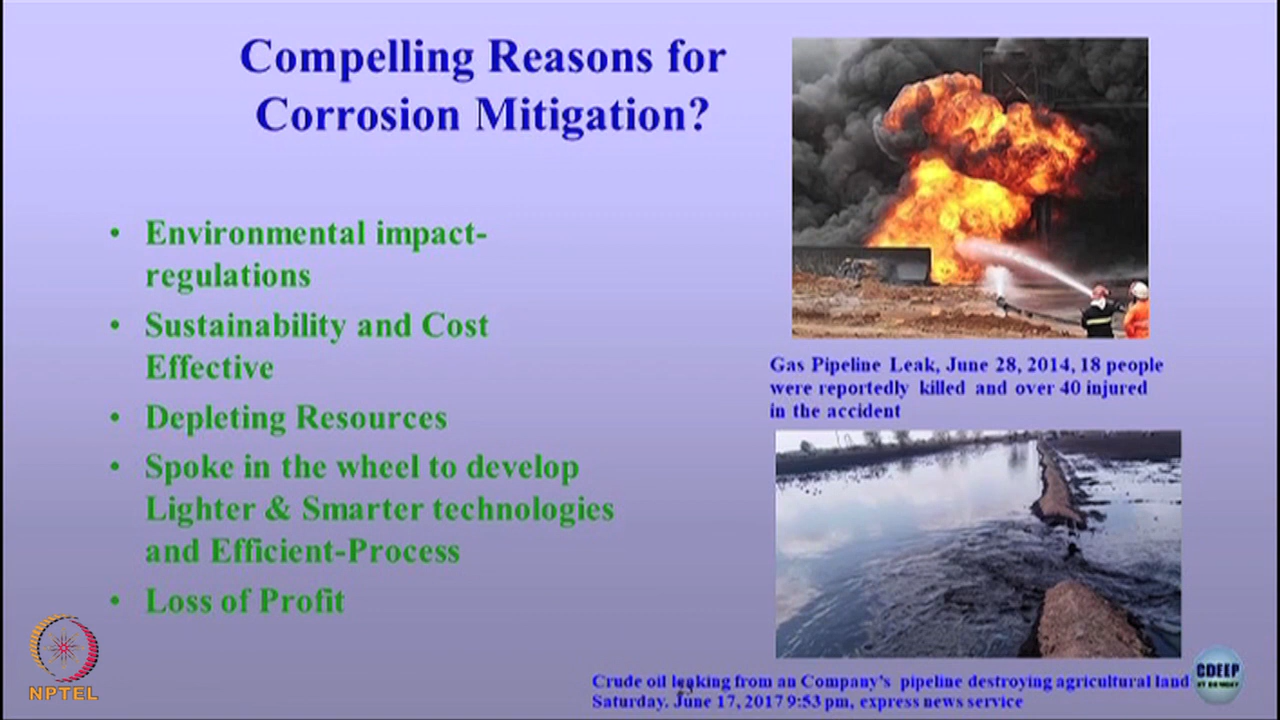 Compelling Reasons for
Corrosion Mitigation?
• Environmental impact-
regulations
• Sustainability and Cost
Effective
• Depleting Resources
• Spoke in the wheel to develop
Lighter & Smarter technologies
and Efficient-Process
• Loss of Profit
Gas Pipeline Leak, June 28, 2014, 18 people
were reportedly killed and over 40 injured
in the accident
Crude oil leaking from an Company's pipeline destroying agricultural land
Saturday. June 17, 2017 9:53 pm, express news service
NPTEL
CDEEP
IIT BOMBAY